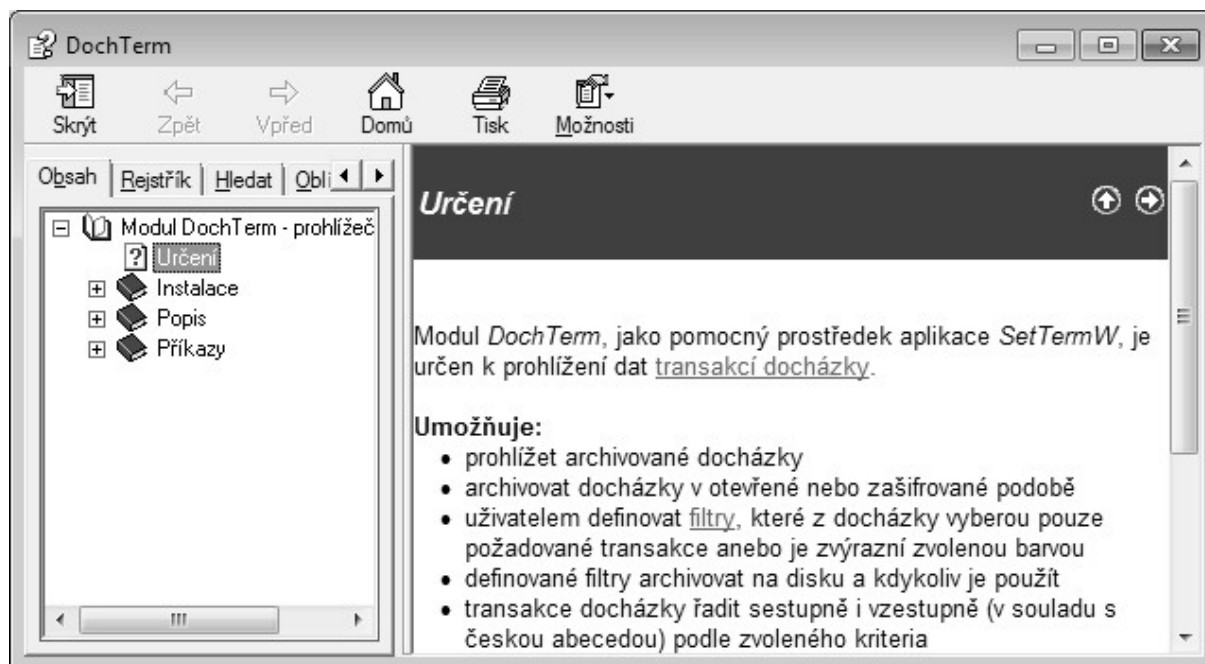 DochTerm
Skrýt Zpět Vpřed Domů Tisk Možnosti
Obsah Rejstřík Hledat Obli
Modul DochTerm - prohlížeč
Určení
Instalace
Popis
Příkazy
Určení
Modul DochTerm, jako pomocný prostředek aplikace SetTermW, je
určen k prohlížení dat transakcí docházky.
Umožňuje:
• prohlížet archivované docházky
• archivovat docházky v otevřené nebo zašifrované podobě
• uživatelem definovat filtry, které z docházky vyberou pouze
požadované transakce anebo je zvýrazní zvolenou barvou
• definované filtry archivovat na disku a kdykoliv je použít
• transakce docházky řadit sestupně i vzestupně (v souladu s
českou abecedou) podle zvoleného kriteria